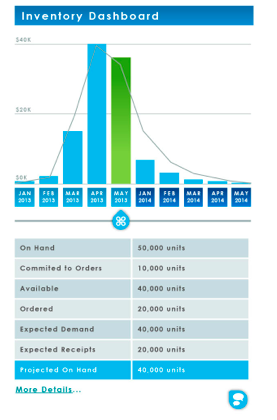 Inventory Dashboard
$40K
$20K
$0K
JAN FEB MAR APR MAY JAN FEB MAR APR MAY
2013 2013 2013 2013 2013 2014 2014 2014 2014 2014
On Hand 50,000 units
Commited to Orders 10,000 units
Available 40,000 units
Ordered 20,000 units
Expected Demand 40,000 units
Expected Receipts 20,000 units
Projected On Hand 40,000 units
More Details...